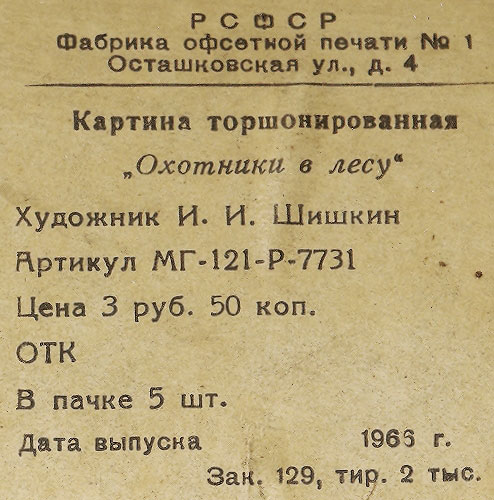 РСФСР
Фабрика офсетной печати № 1
Осташковская ул., д. 4
Картина торшонированная
„Охотники в лесу“
Художник И. И. Шишкин
Артикул МГ-121-Р-7731
Цена 3 руб. 50 коп.
ОТК
В пачке 5 шт.
Дата выпуска 1966 г.
Зак. 129, тир. 2 тыс.